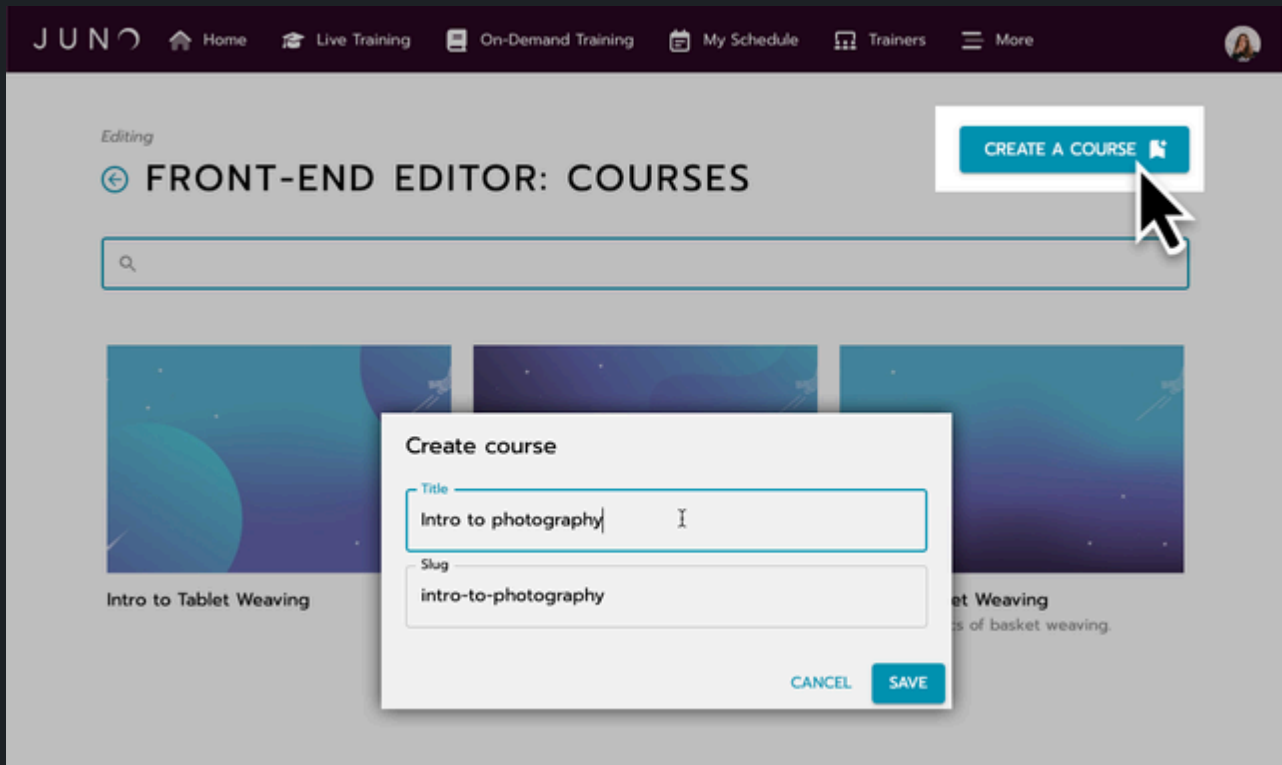 JUNO Home Live Training On-Demand Training My Schedule Trainers More
Editing
FRONT-END EDITOR: COURSES
CREATE A COURSE
Create course
Title
Intro to photography
Slug
intro-to-photography
CANCEL SAVE
Intro to Tablet Weaving
Weaving
of basket weaving.